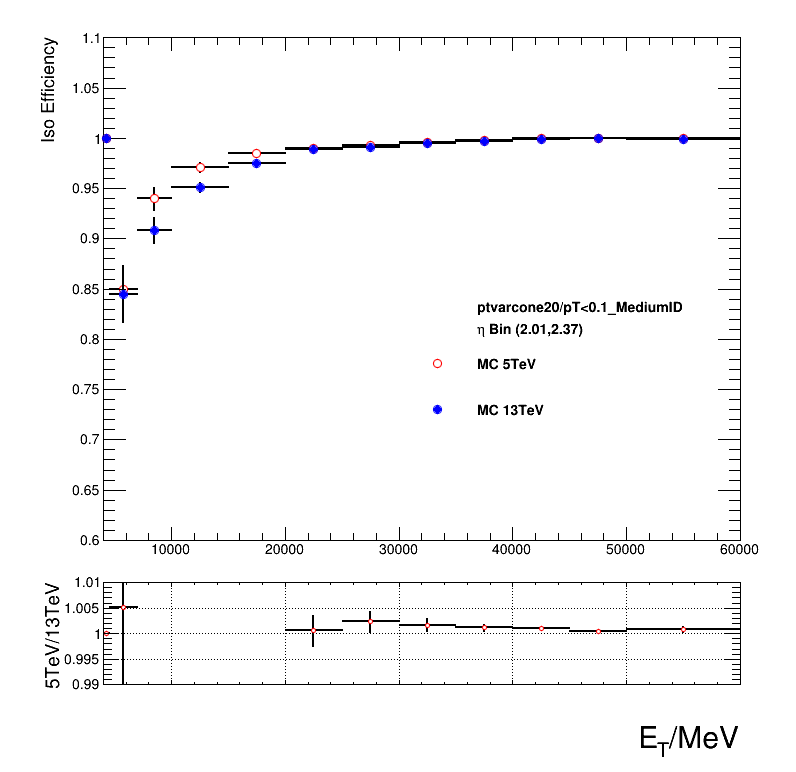 Iso Efficiency
1.1
1.05
1
0.95
0.9
0.85
0.8
0.75
0.7
0.65
0.6
ptvarcone20/pT<0.1_MediumID
η Bin (2.01,2.37)
MC 5TeV
MC 13TeV
10000 20000 30000 40000 50000 60000
5TeV/13TeV
1.01
1.005
1
0.995
0.99
E_T/MeV